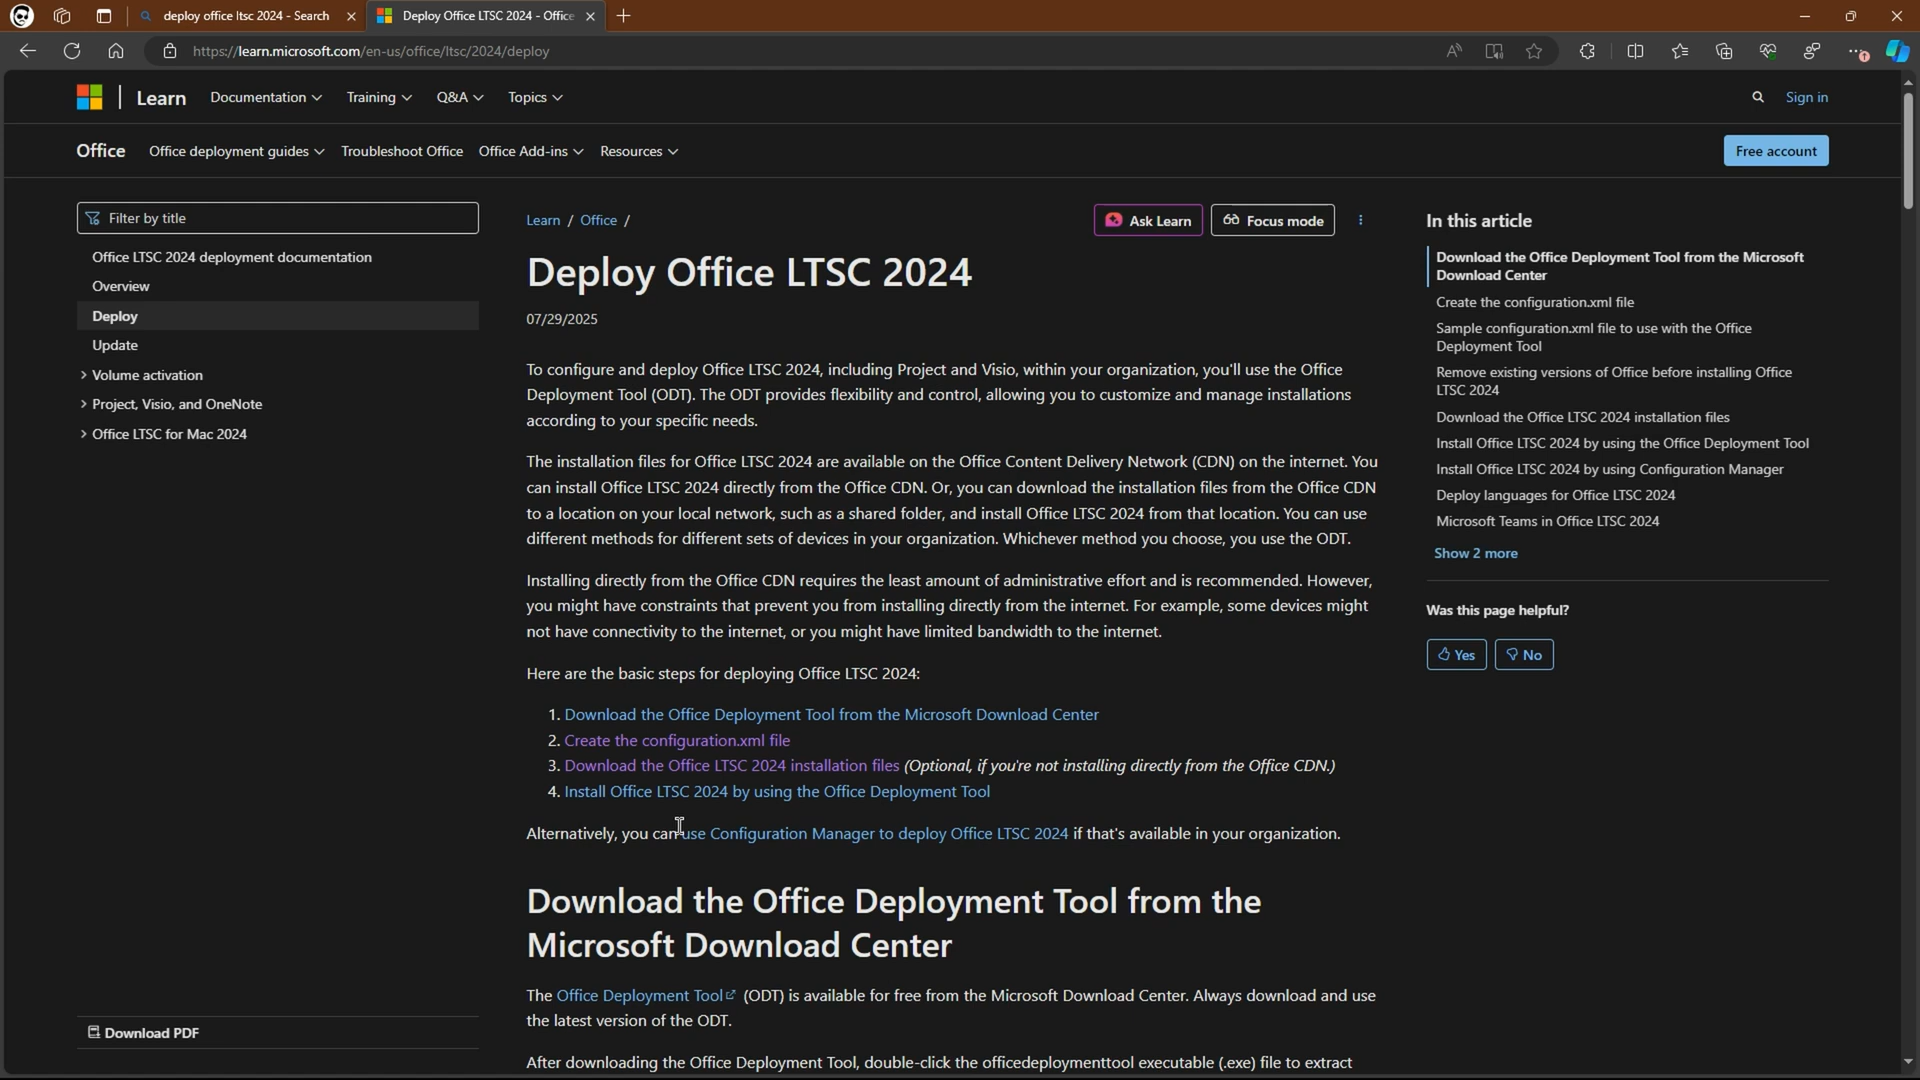 deploy office ltsc 2024 - Search
Deploy Office LTSC 2024 - Office
https://learn.microsoft.com/en-us/office/ltsc/2024/deploy
1
Learn
Documentation
Training
Q&A
Topics
Sign in
Office
Office deployment guides
Troubleshoot Office
Office Add-ins
Resources
Free account
Filter by title
Office LTSC 2024 deployment documentation
Overview
Deploy
Update
Volume activation
Project, Visio, and OneNote
Office LTSC for Mac 2024
Download PDF
Learn / Office /
Ask Learn
Focus mode
Deploy Office LTSC 2024
07/29/2025
To configure and deploy Office LTSC 2024, including Project and Visio, within your organization, you'll use the Office
Deployment Tool (ODT). The ODT provides flexibility and control, allowing you to customize and manage installations
according to your specific needs.
The installation files for Office LTSC 2024 are available on the Office Content Delivery Network (CDN) on the internet. You
can install Office LTSC 2024 directly from the Office CDN. Or, you can download the installation files from the Office CDN
to a location on your local network, such as a shared folder, and install Office LTSC 2024 from that location. You can use
different methods for different sets of devices in your organization. Whichever method you choose, you use the ODT.
Installing directly from the Office CDN requires the least amount of administrative effort and is recommended. However,
you might have constraints that prevent you from installing directly from the internet. For example, some devices might
not have connectivity to the internet, or you might have limited bandwidth to the internet.
Here are the basic steps for deploying Office LTSC 2024:
1. Download the Office Deployment Tool from the Microsoft Download Center
2. Create the configuration.xml file
3. Download the Office LTSC 2024 installation files (Optional, if you're not installing directly from the Office CDN.)
4. Install Office LTSC 2024 by using the Office Deployment Tool
Alternatively, you can use Configuration Manager to deploy Office LTSC 2024 if that's available in your organization.
Download the Office Deployment Tool from the
Microsoft Download Center
The Office Deployment Tool (ODT) is available for free from the Microsoft Download Center. Always download and use
the latest version of the ODT.
After downloading the Office Deployment Tool, double-click the officedeploymenttool executable (.exe) file to extract
In this article
Download the Office Deployment Tool from the Microsoft
Download Center
Create the configuration.xml file
Sample configuration.xml file to use with the Office
Deployment Tool
Remove existing versions of Office before installing Office
LTSC 2024
Download the Office LTSC 2024 installation files
Install Office LTSC 2024 by using the Office Deployment Tool
Install Office LTSC 2024 by using Configuration Manager
Deploy languages for Office LTSC 2024
Microsoft Teams in Office LTSC 2024
Show 2 more
Was this page helpful?
Yes
No